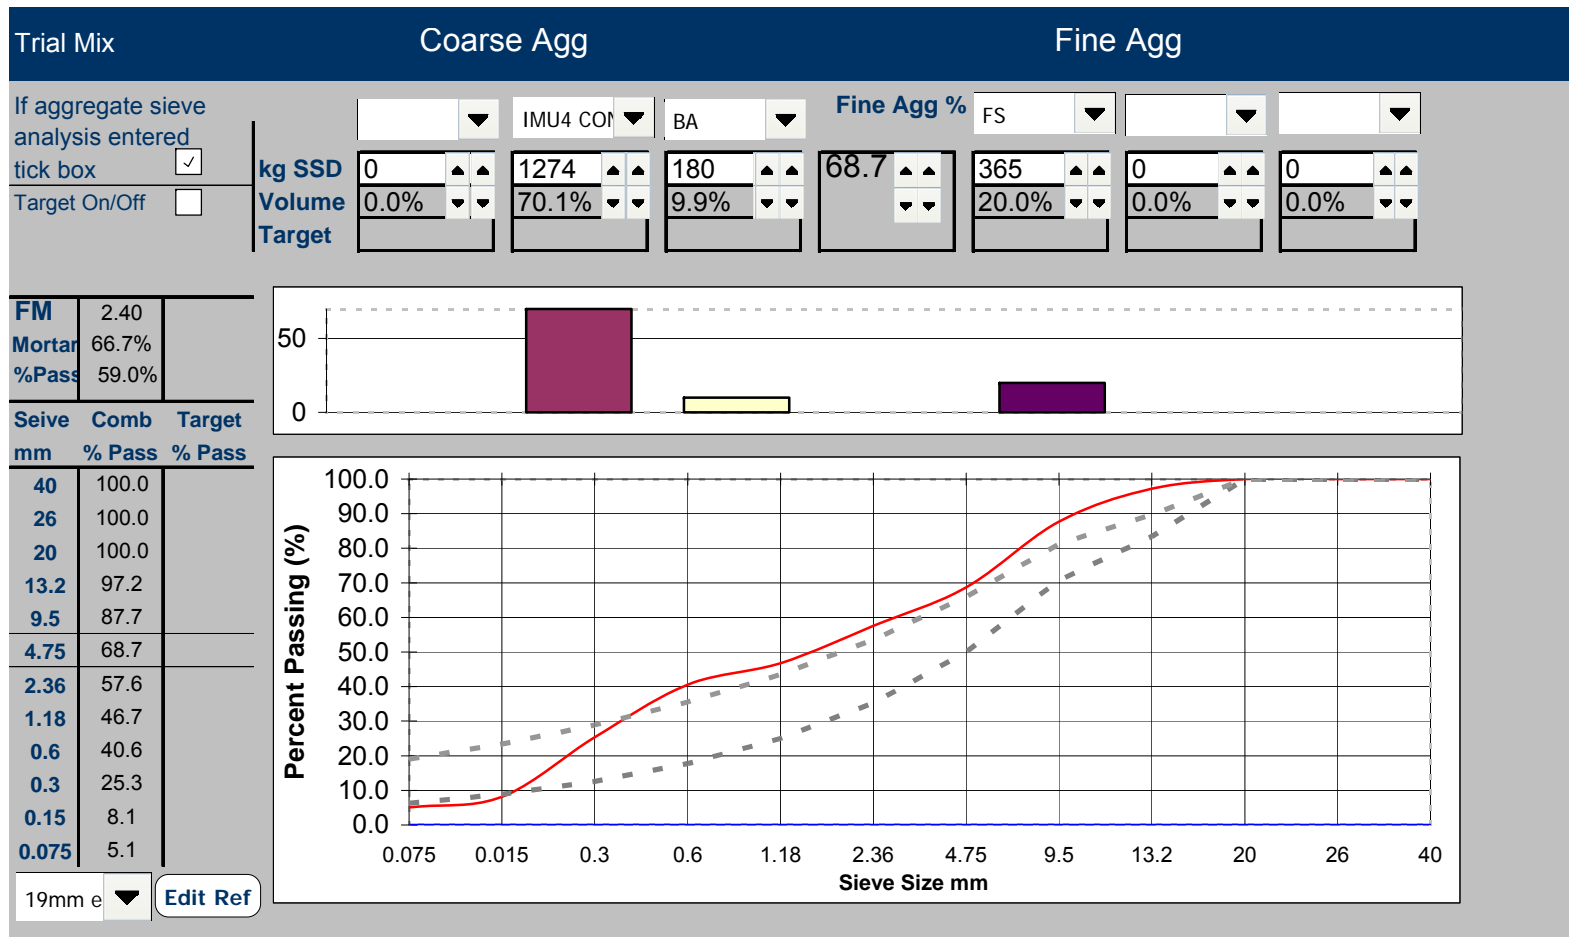 Trial Mix Coarse Agg Fine Agg
If aggregate sieve
analysis entered
tick box
Target On/Off
IMU4 CON BA Fine Agg % FS
kg SSD 0 1274 180 68.7 365 0 0
Volume 0.0% 70.1% 9.9% 20.0% 0.0% 0.0%
Target
FM 2.40
Mortar 66.7%
%Pass 59.0%
Seive Comb Target
mm % Pass % Pass
40 100.0
26 100.0
20 100.0
13.2 97.2
9.5 87.7
4.75 68.7
2.36 57.6
1.18 46.7
0.6 40.6
0.3 25.3
0.15 8.1
0.075 5.1
19mm e Edit Ref
50
0
100.0
90.0
80.0
70.0
60.0
50.0
40.0
30.0
20.0
10.0
0.0
Percent Passing (%)
0.075 0.015 0.3 0.6 1.18 2.36 4.75 9.5 13.2 20 26 40
Sieve Size mm